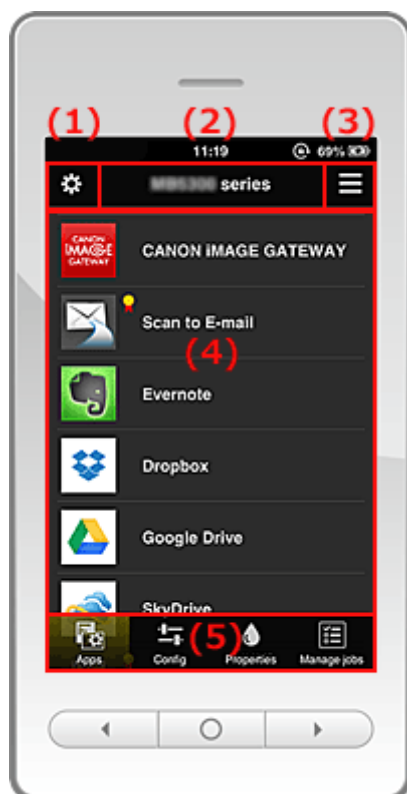 (1) (2) (3)
11:19 69%
series
CANON iMAGE GATEWAY CANON iMAGE GATEWAY
Scan to E-mail
(4)
Evernote
Dropbox
Google Drive
SkyDrive
(5)
Apps Config Properties Manage jobs